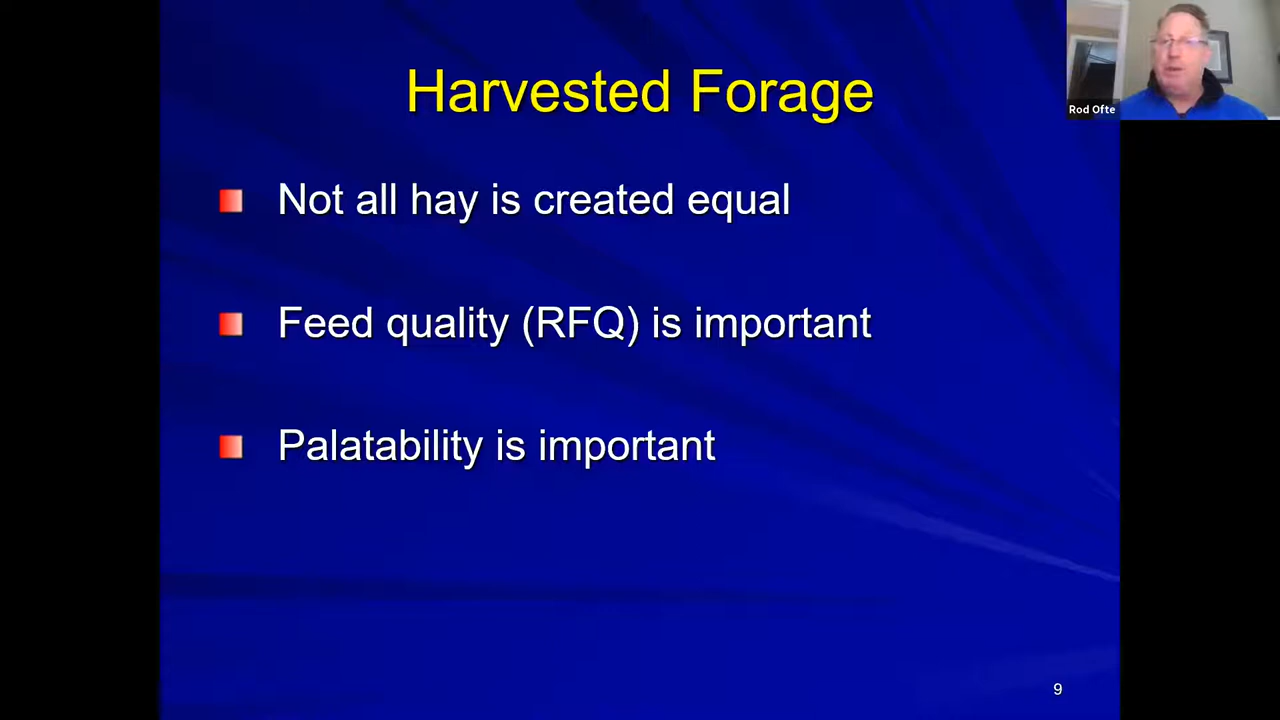 Harvested Forage
Rod Ofte
Not all hay is created equal
Feed quality (RFQ) is important
Palatability is important
9